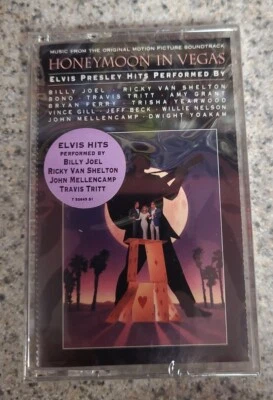 MUSIC FROM THE ORIGINAL MOTION PICTURE SOUNDTRACK
HONEYMOON IN VEGAS
ELVIS PRESLEY HITS PERFORMED BY
BILLY JOEL · RICKY VAN SHELTON
BONO · TRAVIS TRITT · AMY GRANT
BRYAN FERRY · TRISHA YEARWOOD
VINCE GILL · JEFF BECK · WILLIE NELSON
JOHN MELLENCAMP · DWIGHT YOAKAM
ELVIS HITS
PERFORMED BY
BILLY JOEL
RICKY VAN SHELTON
JOHN MELLENCAMP
TRAVIS TRITT